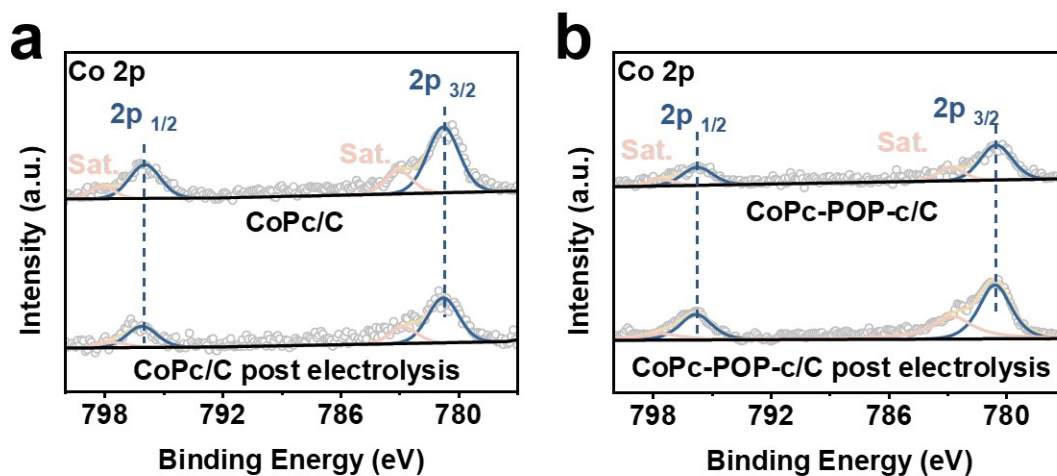 a
Co 2p
2p 3/2
2p 1/2
Sat.
Sat.
CoPc/C
CoPc/C post electrolysis
798 792 786 780
Binding Energy (eV)
Intensity (a.u.)
b
Co 2p
2p 1/2
2p 3/2
Sat.
Sat.
CoPc-POP-c/C
CoPc-POP-c/C post electrolysis
798 792 786 780
Binding Energy (eV)
Intensity (a.u.)